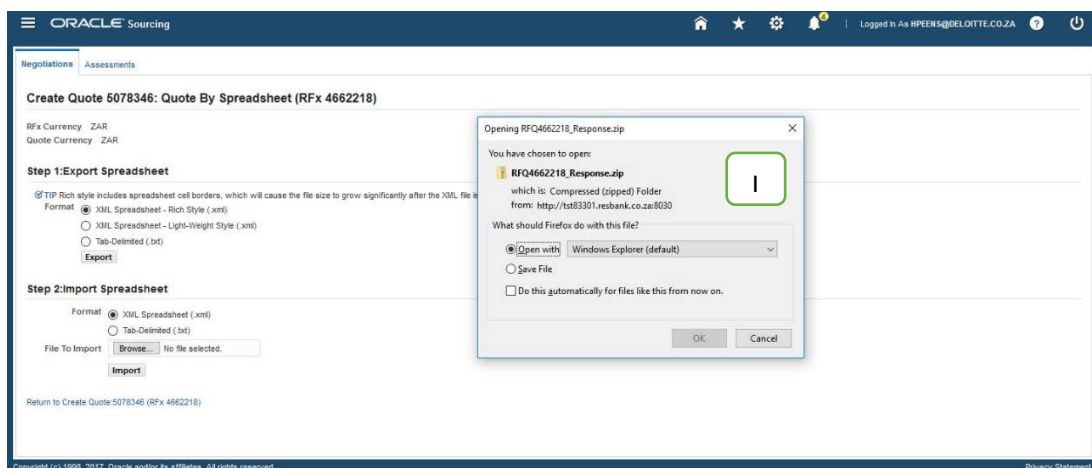 ORACLE Sourcing
4
Logged In As HPEENS@DELOITTE.CO.ZA
?
Negotiations Assessments
Create Quote 5078346: Quote By Spreadsheet (RFx 4662218)
RFx Currency ZAR
Quote Currency ZAR
Step 1:Export Spreadsheet
TIP Rich style includes spreadsheet cell borders, which will cause the file size to grow significantly after the XML file is
Format XML Spreadsheet - Rich Style (.xml)
XML Spreadsheet - Light-Weight Style (.xml)
Tab-Delimited (.txt)
Export
Step 2:Import Spreadsheet
Format XML Spreadsheet (.xml)
Tab-Delimited (.txt)
File To Import Browse... No file selected.
Import
Return to Create Quote:5078346 (RFx 4662218)
Opening RFQ4662218_Response.zip
You have chosen to open:
RFQ4662218_Response.zip
which is: Compressed (zipped) Folder
from: http://tst83301.resbank.co.za:8030
I
What should Firefox do with this file?
Open with Windows Explorer (default)
Save File
Do this automatically for files like this from now on.
OK Cancel
Copyright (c) 1998, 2017, Oracle and/or its affiliates. All rights reserved.
Privacy Statement